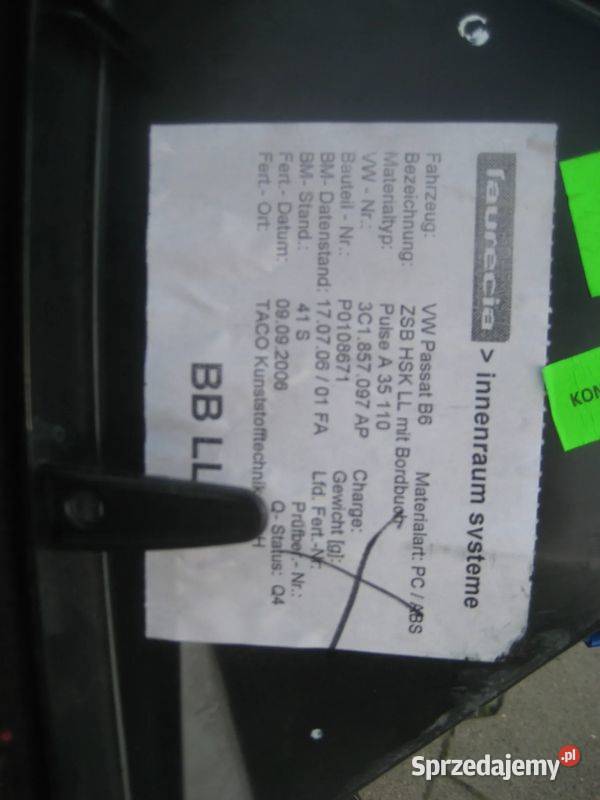 faurecia > innenraum systeme
Fahrzeug: VW Passat B6 Materialart: PC / ABS
Bezeichnung: ZSB HSK LL mit Bordbuch
Materialtyp: Pulse A 35 110
VW - Nr.: 3C1.857.097 AP Charge:
Bauteil - Nr.: P0108671 Gewicht [g]:
BM- Datenstand: 17.07.06 / 01 FA Lfd. Fert.-Nr.:
BM- Stand.: 41 S Prüfber.- Nr.:
Fert.- Datum: 09.09.2006 Q- Status: Q4
Fert.- Ort: TACO Kunststofftechnik H
BB LL
KON
Sprzedajemy.pl